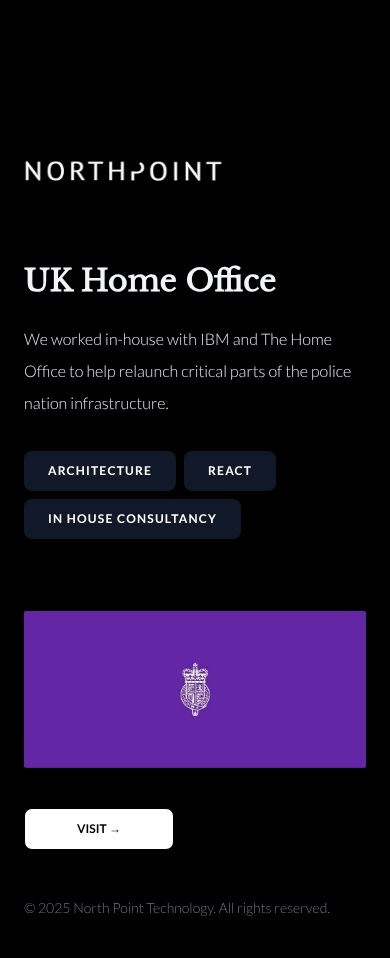 NORTHPOINT
UK Home Office
We worked in-house with IBM and The Home
Office to help relaunch critical parts of the police
nation infrastructure.
ARCHITECTURE
REACT
IN HOUSE CONSULTANCY
VISIT →
© 2025 North Point Technology. All rights reserved.